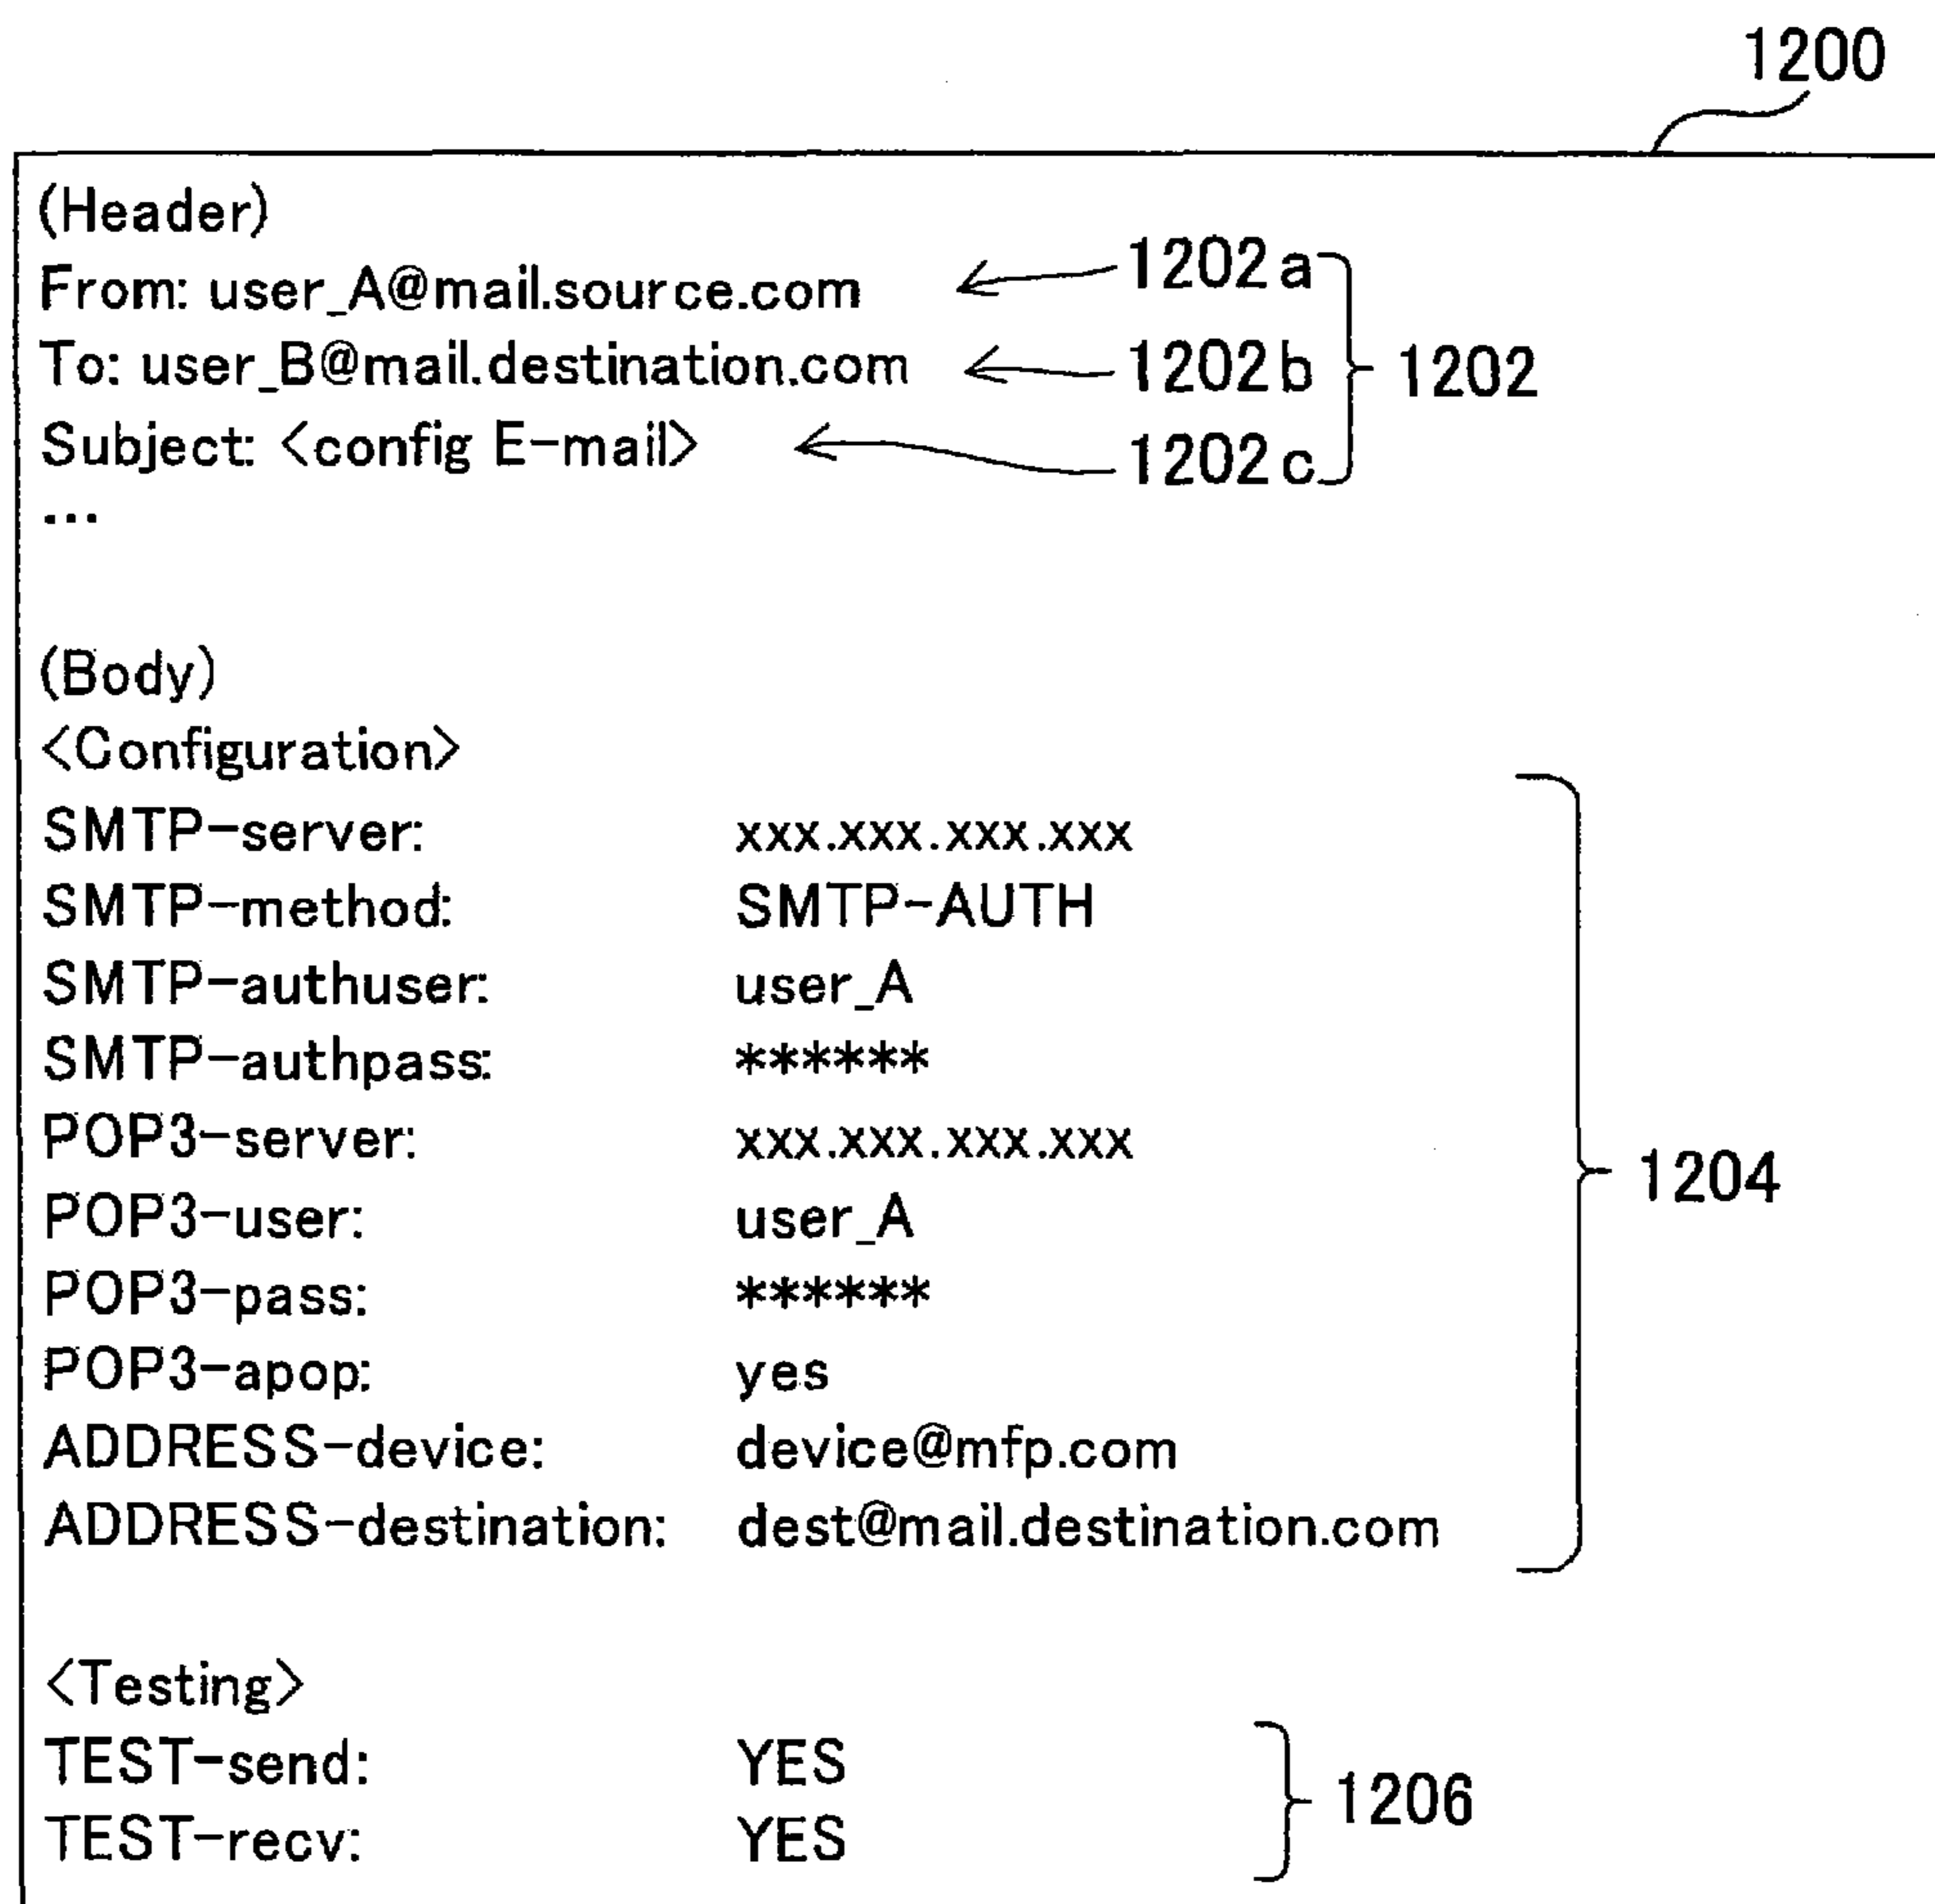 1200
(Header)
From: user_A@mail.source.com 1202a
To: user_B@mail.destination.com 1202b 1202
Subject: <config E-mail> 1202c
...
(Body)
<Configuration>
SMTP-server: xxx.xxx.xxx.xxx
SMTP-method: SMTP-AUTH
SMTP-authuser: user_A
SMTP-authpass: ******
POP3-server: xxx.xxx.xxx.xxx
POP3-user: user_A 1204
POP3-pass: ******
POP3-apop: yes
ADDRESS-device: device@mfp.com
ADDRESS-destination: dest@mail.destination.com
<Testing>
TEST-send: YES
TEST-recv: YES 1206